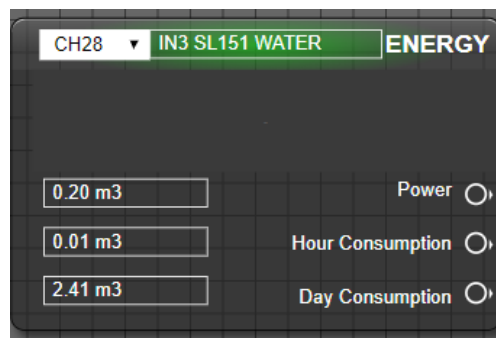 CH28 IN3 SL151 WATER ENERGY
0.20 m3 Power
0.01 m3 Hour Consumption
2.41 m3 Day Consumption